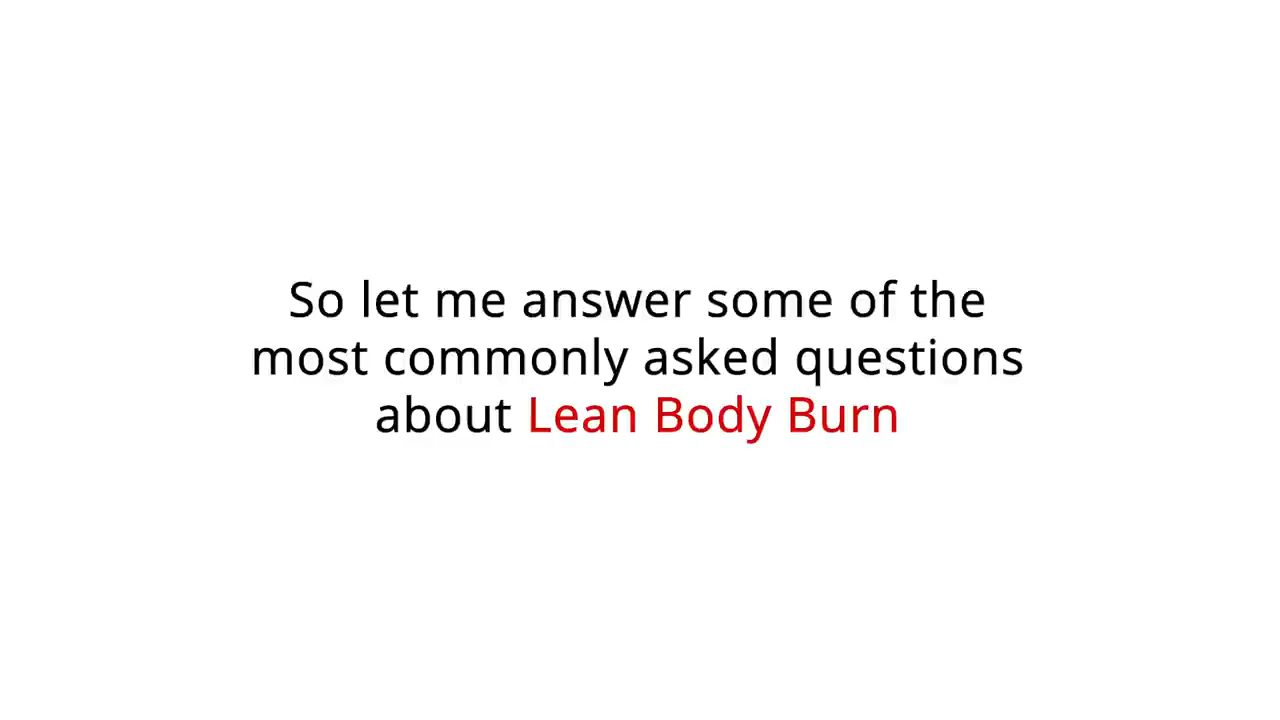 So let me answer some of the
most commonly asked questions
about Lean Body Burn